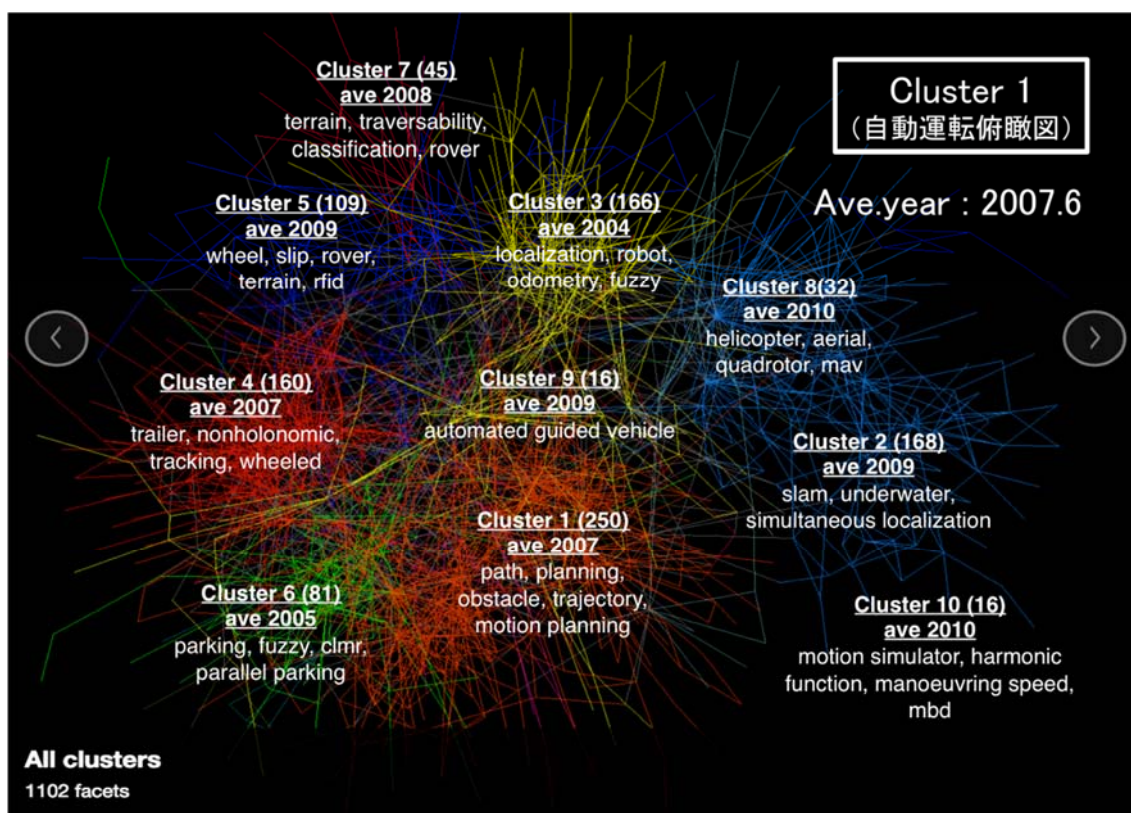 Cluster 7 (45)
ave 2008
terrain, traversability,
classification, rover
Cluster 1
（自動運転俯瞰図）
Ave.year : 2007.6
Cluster 5 (109)
ave 2009
wheel, slip, rover,
terrain, rfid
Cluster 3 (166)
ave 2004
localization, robot,
odometry, fuzzy
Cluster 8(32)
ave 2010
helicopter, aerial,
quadrotor, mav
Cluster 4 (160)
ave 2007
trailer, nonholonomic,
tracking, wheeled
Cluster 9 (16)
ave 2009
automated guided vehicle
Cluster 2 (168)
ave 2009
slam, underwater,
simultaneous localization
Cluster 1 (250)
ave 2007
path, planning,
obstacle, trajectory,
motion planning
Cluster 6 (81)
ave 2005
parking, fuzzy, clmr,
parallel parking
Cluster 10 (16)
ave 2010
motion simulator, harmonic
function, manoeuvring speed,
mbd
All clusters
1102 facets